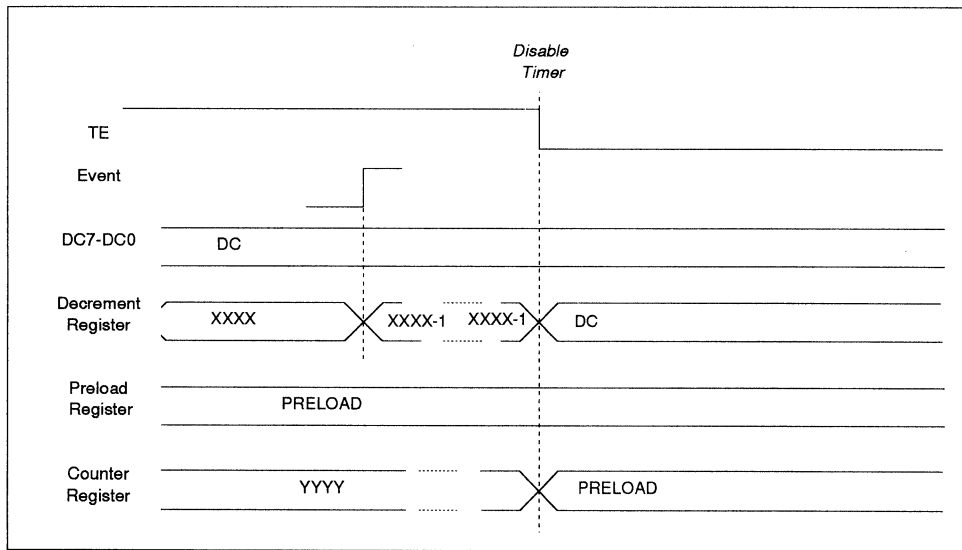 Disable
Timer
TE
Event
DC7-DC0
DC
Decrement
Register
XXXX
XXXX-1
XXXX-1
DC
Preload
Register
PRELOAD
Counter
Register
YYYY
PRELOAD